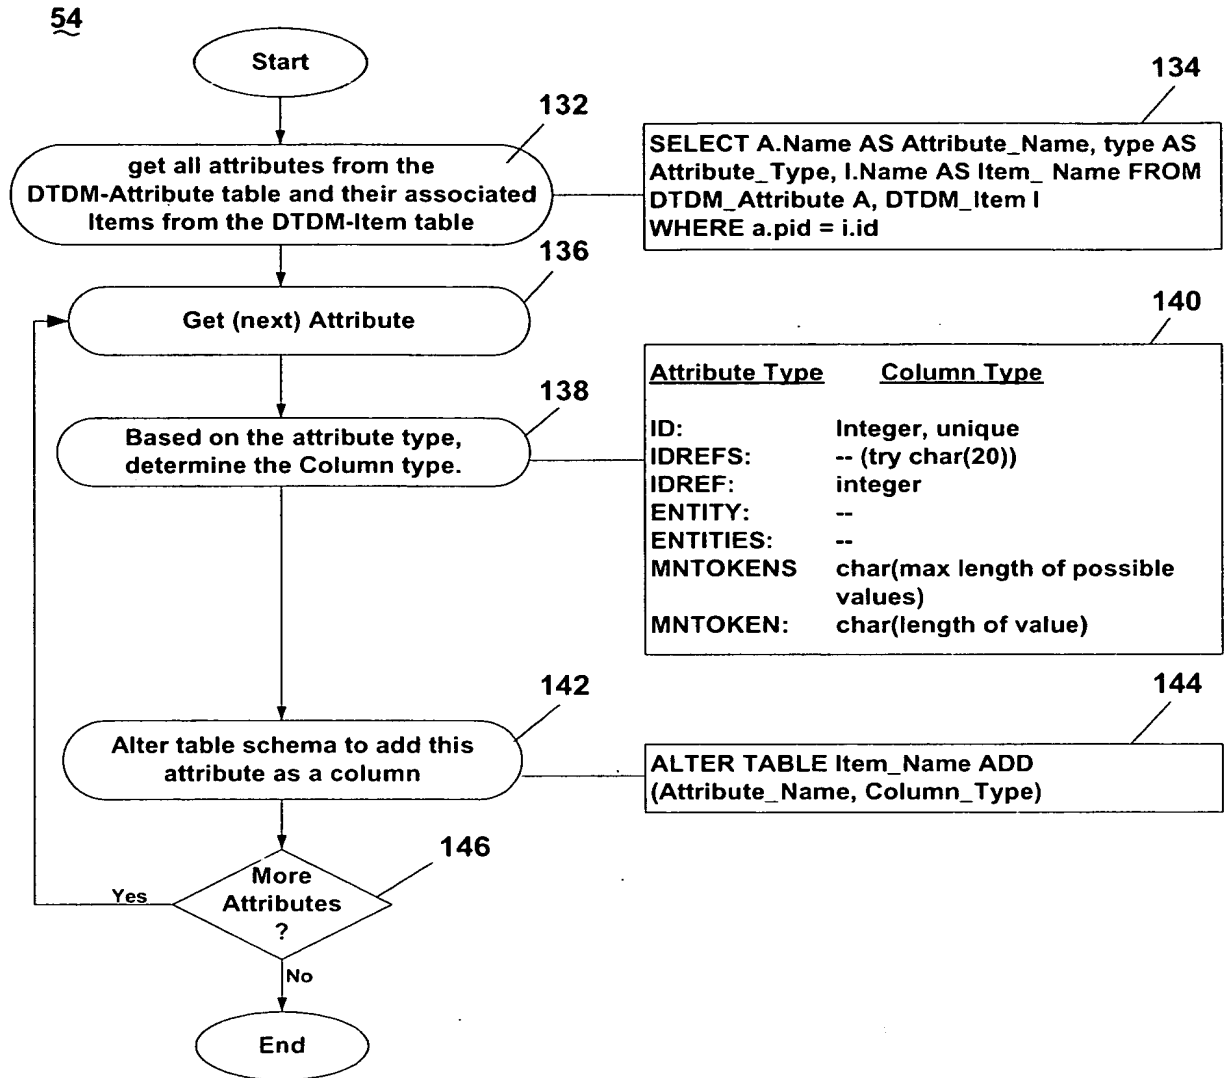 54
Start
132
get all attributes from the
DTDM-Attribute table and their associated
Items from the DTDM-Item table
134
SELECT A.Name AS Attribute_Name, type AS
Attribute_Type, I.Name AS Item_ Name FROM
DTDM_Attribute A, DTDM_Item I
WHERE a.pid = i.id
136
Get (next) Attribute
138
Based on the attribute type,
determine the Column type.
140
Attribute Type Column Type
ID: Integer, unique
IDREFS: -- (try char(20))
IDREF: integer
ENTITY: --
ENTITIES: --
MNTOKENS char(max length of possible
values)
MNTOKEN: char(length of value)
142
Alter table schema to add this
attribute as a column
144
ALTER TABLE Item_Name ADD
(Attribute_Name, Column_Type)
146
More
Attributes
?
Yes
No
End